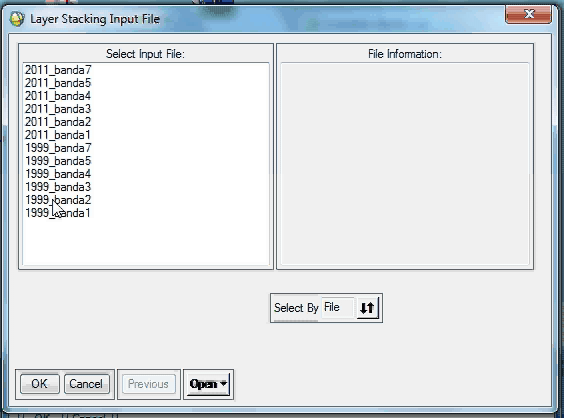 Layer Stacking Input File
Select Input File:
2011_banda7
2011_banda5
2011_banda4
2011_banda3
2011_banda2
2011_banda1
1999_banda7
1999_banda5
1999_banda4
1999_banda3
1999_banda2
1999_banda1
File Information:
Select By File
OK Cancel Previous Open